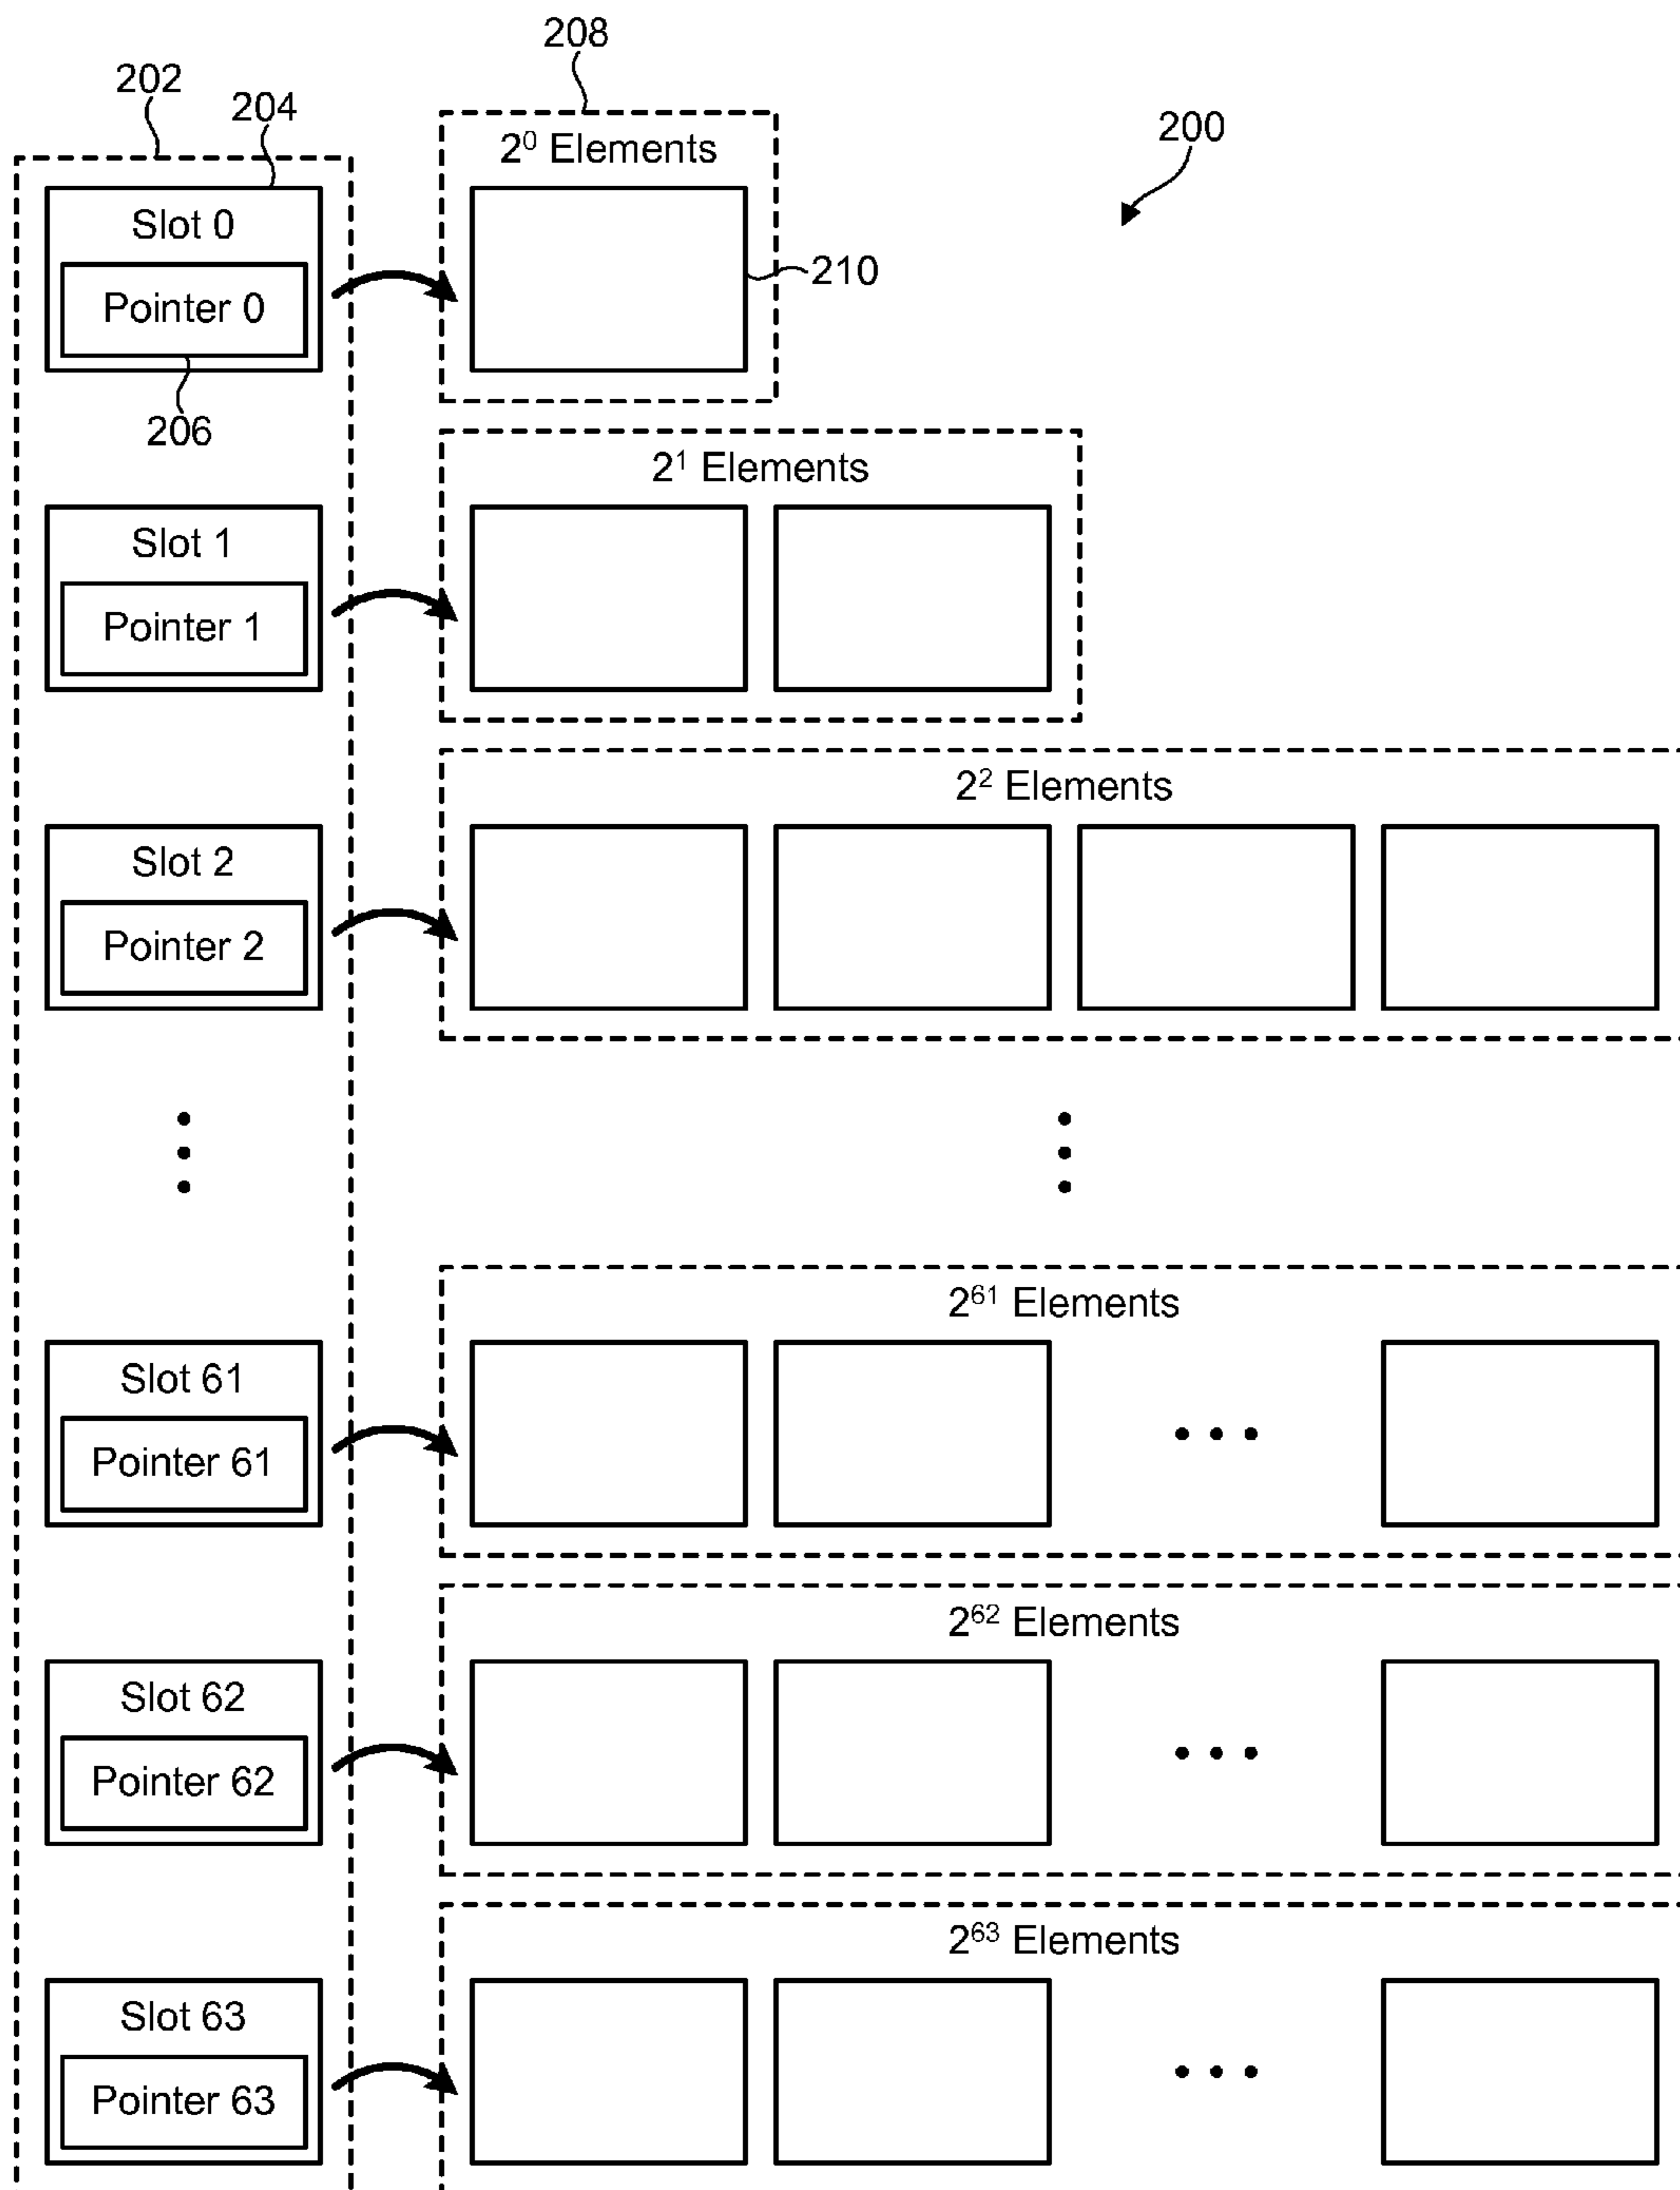 208
202
204
200
2⁰ Elements
Slot 0
210
Pointer 0
206
2¹ Elements
Slot 1
Pointer 1
2² Elements
Slot 2
Pointer 2
2⁶¹ Elements
Slot 61
Pointer 61
2⁶² Elements
Slot 62
Pointer 62
2⁶³ Elements
Slot 63
Pointer 63